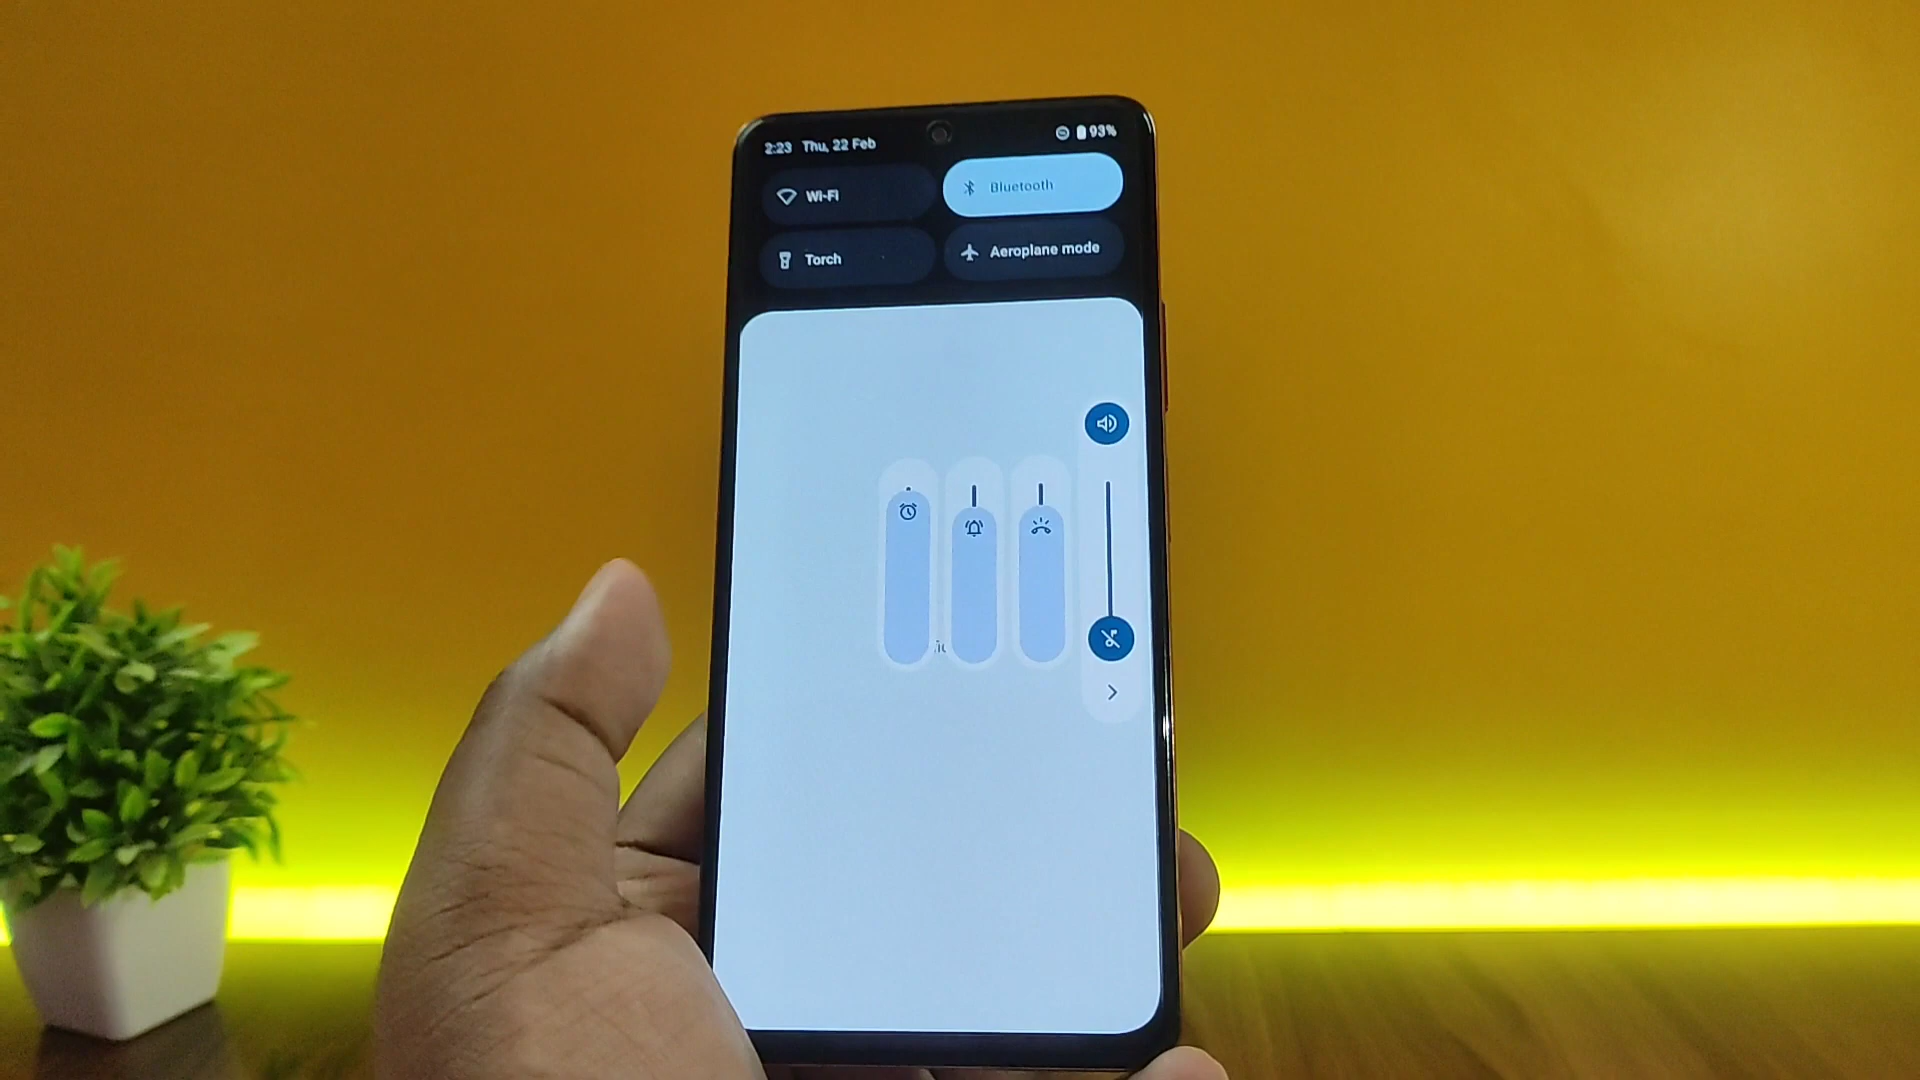 2:23 Thu, 22 Feb 93%
Wi-Fi Bluetooth
Torch Aeroplane mode